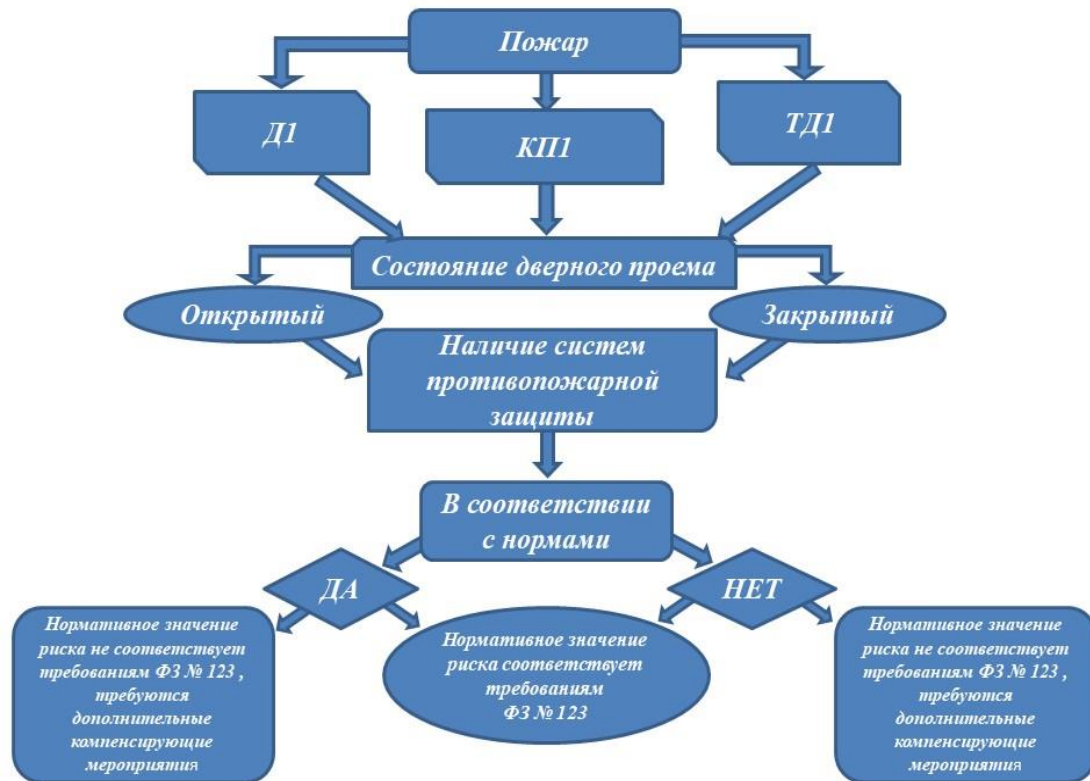 Пожар
Д1
КП1
ТД1
Состояние дверного проема
Открытый
Закрытый
Наличие систем
противопожарной
защиты
В соответствии
с нормами
ДА
НЕТ
Нормативное значение
риска не соответствует
требованиям ФЗ № 123 ,
требуются
дополнительные
компенсирующие
мероприятия
Нормативное значение
риска соответствует
требованиям
ФЗ № 123
Нормативное значение
риска не соответствует
требованиям ФЗ № 123 ,
требуются
дополнительные
компенсирующие
мероприятия